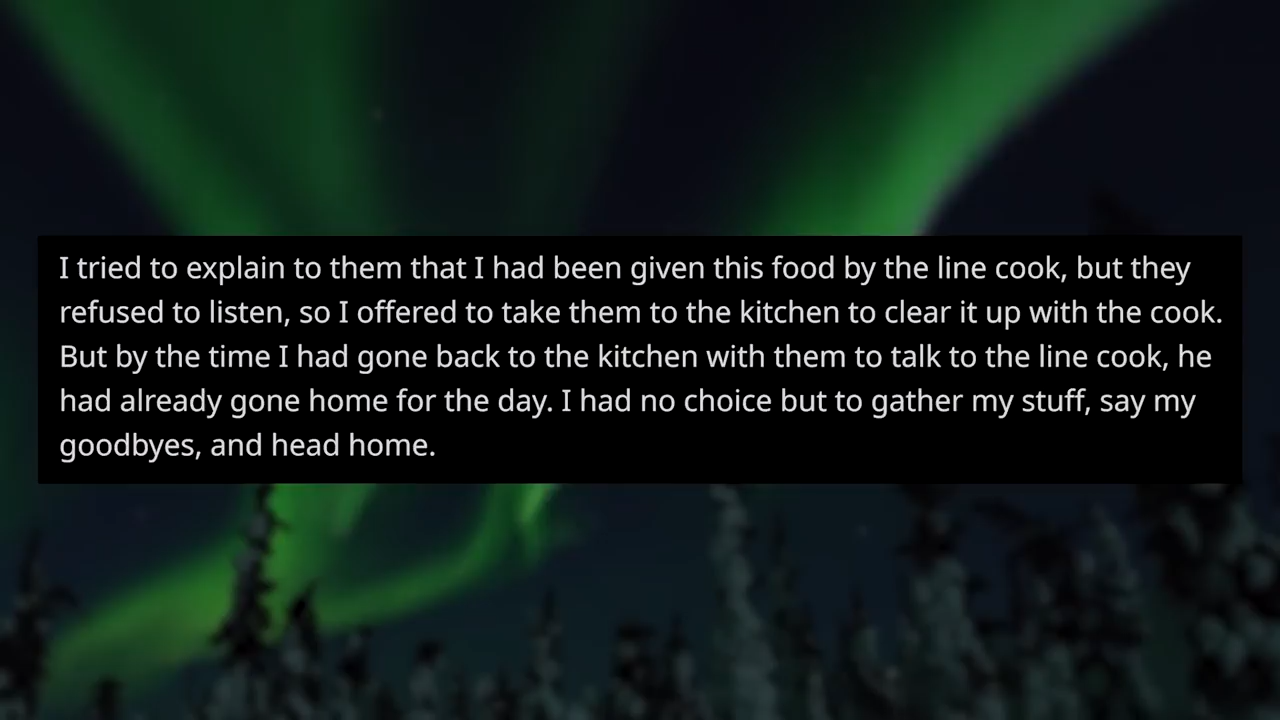 I tried to explain to them that I had been given this food by the line cook, but they
refused to listen, so I offered to take them to the kitchen to clear it up with the cook.
But by the time I had gone back to the kitchen with them to talk to the line cook, he
had already gone home for the day. I had no choice but to gather my stuff, say my
goodbyes, and head home.